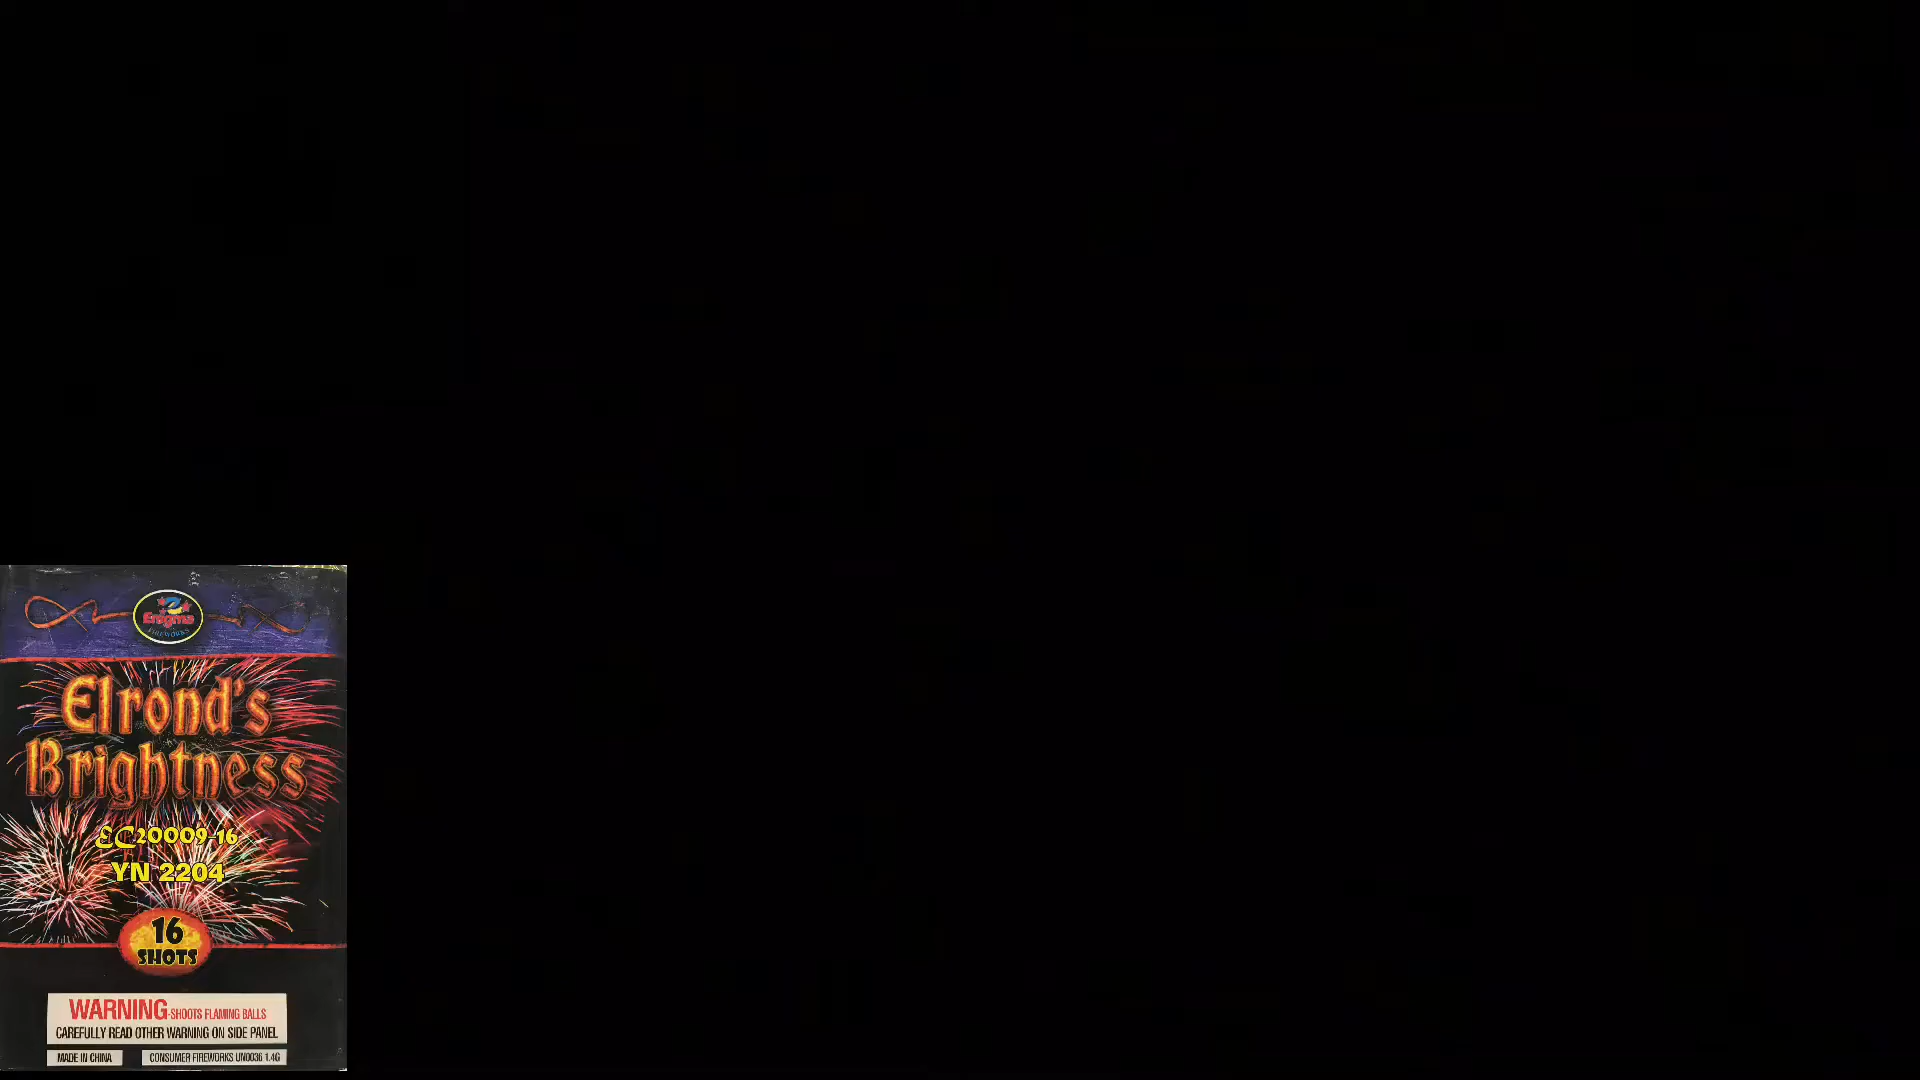 Enigma
FIREWORKS
Elrond's
Brightness
EC20009-16
YN 2204
16
SHOTS
WARNING-SHOOTS FLAMING BALLS
CAREFULLY READ OTHER WARNING ON SIDE PANEL
MADE IN CHINA
CONSUMER FIREWORKS UN0036 1.4G